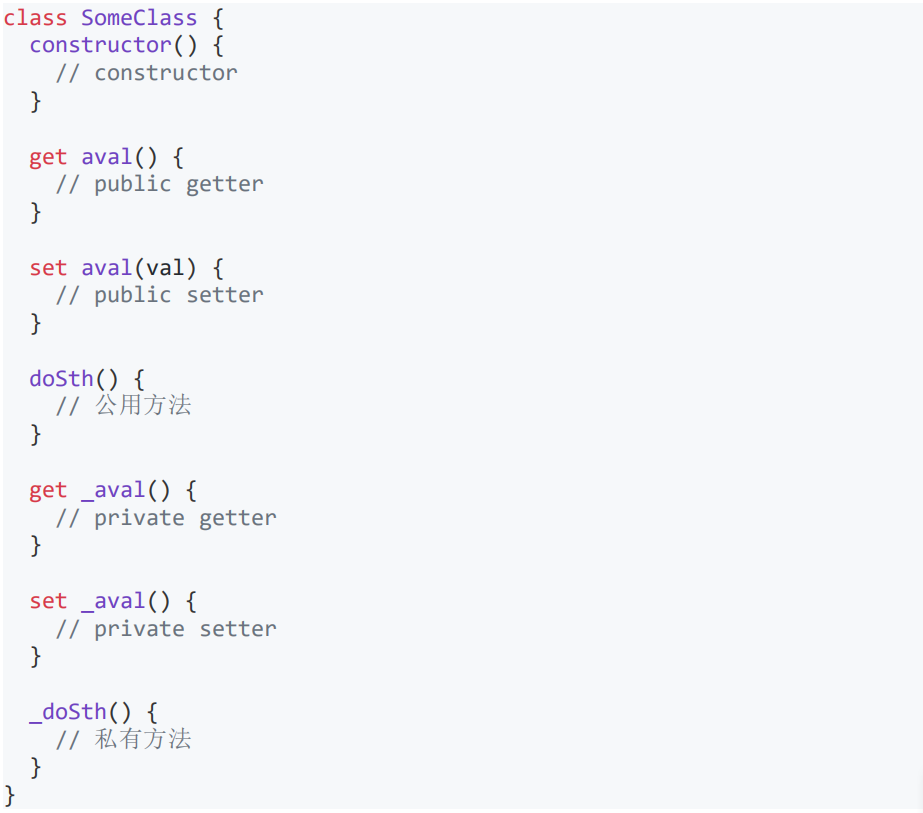 class SomeClass {
  constructor() {
    // constructor
  }

  get aval() {
    // public getter
  }

  set aval(val) {
    // public setter
  }

  doSth() {
    // 公用方法
  }

  get _aval() {
    // private getter
  }

  set _aval() {
    // private setter
  }

  _doSth() {
    // 私有方法
  }
}